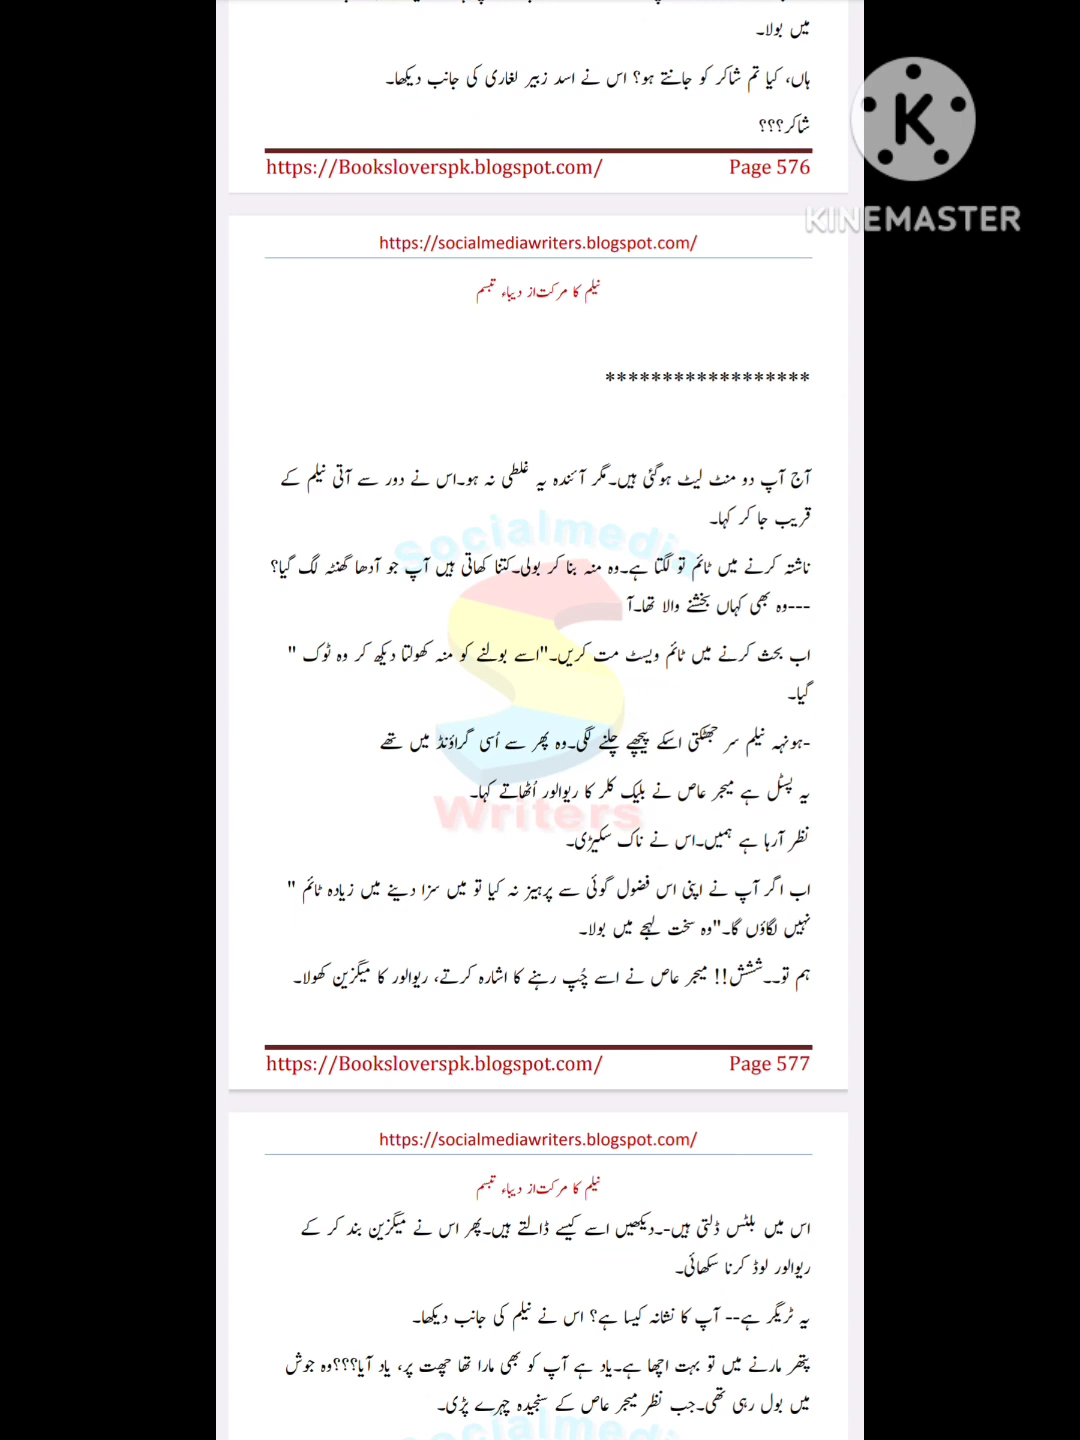 میں بولا۔
ہاں، کیا تم شاکر کو جانتے ہو؟ اس نے اسد زبیر لغاری کی جانب دیکھا۔
شاکر؟؟؟
https://Booksloverspk.blogspot.com/ Page 576
K
KINEMASTER
https://socialmediawriters.blogspot.com/
نیلم کا مرکت از دیباء تبسم
******************
آج آپ دو منٹ لیٹ ہوگئی ہیں۔مگر آئندہ یہ غلطی نہ ہو۔اس نے دور سے آتی نیلم کے
قریب جا کر کہا۔
ناشتہ کرنے میں ٹائم تو لگتا ہے۔وہ منہ بنا کر بولی۔کتنا کھاتی ہیں آپ جو آدھا گھنٹہ لگ گیا؟
---وہ بھی کہاں بخشنے والا تھا۔آ
اب بحث کرنے میں ٹائم ویسٹ مت کریں۔"اسے بولنے کو منہ کھولتا دیکھ کر وہ ٹوک "
گیا۔
-ہونہہ نیلم سر جھٹکتی اسکے پیچھے چلنے لگی۔وہ پھر سے اُسی گراؤنڈ میں تھے
یہ پسٹل ہے میجر عاص نے بلیک کلر کا ریوالور اُٹھاتے کہا۔
نظر آرہا ہے ہمیں۔اس نے ناک سکیڑی۔
اب اگر آپ نے اپنی اس فضول گوئی سے پرہیز نہ کیا تو میں سزا دینے میں زیادہ ٹائم "
نہیں لگاؤں گا۔"وہ سخت لہجے میں بولا۔
ہم تو۔۔ششش!! میجر عاص نے اسے چُپ رہنے کا اشارہ کرتے، ریوالور کا میگزین کھولا۔
Socialmedia
Writers
https://Booksloverspk.blogspot.com/ Page 577
https://socialmediawriters.blogspot.com/
نیلم کا مرکت از دیباء تبسم
اس میں بلٹس ڈلتی ہیں-۔دیکھیں اسے کیسے ڈالتے ہیں۔پھر اس نے میگزین بند کر کے
ریوالور لوڈ کرنا سکھائی۔
یہ ٹریگر ہے-- آپ کا نشانہ کیسا ہے؟ اس نے نیلم کی جانب دیکھا۔
پتھر مارنے میں تو بہت اچھا ہے۔یاد ہے آپ کو بھی مارا تھا چھت پر، یاد آیا؟؟؟وہ جوش
میں بول رہی تھی۔جب نظر میجر عاص کے سنجیدہ چہرے پڑی۔